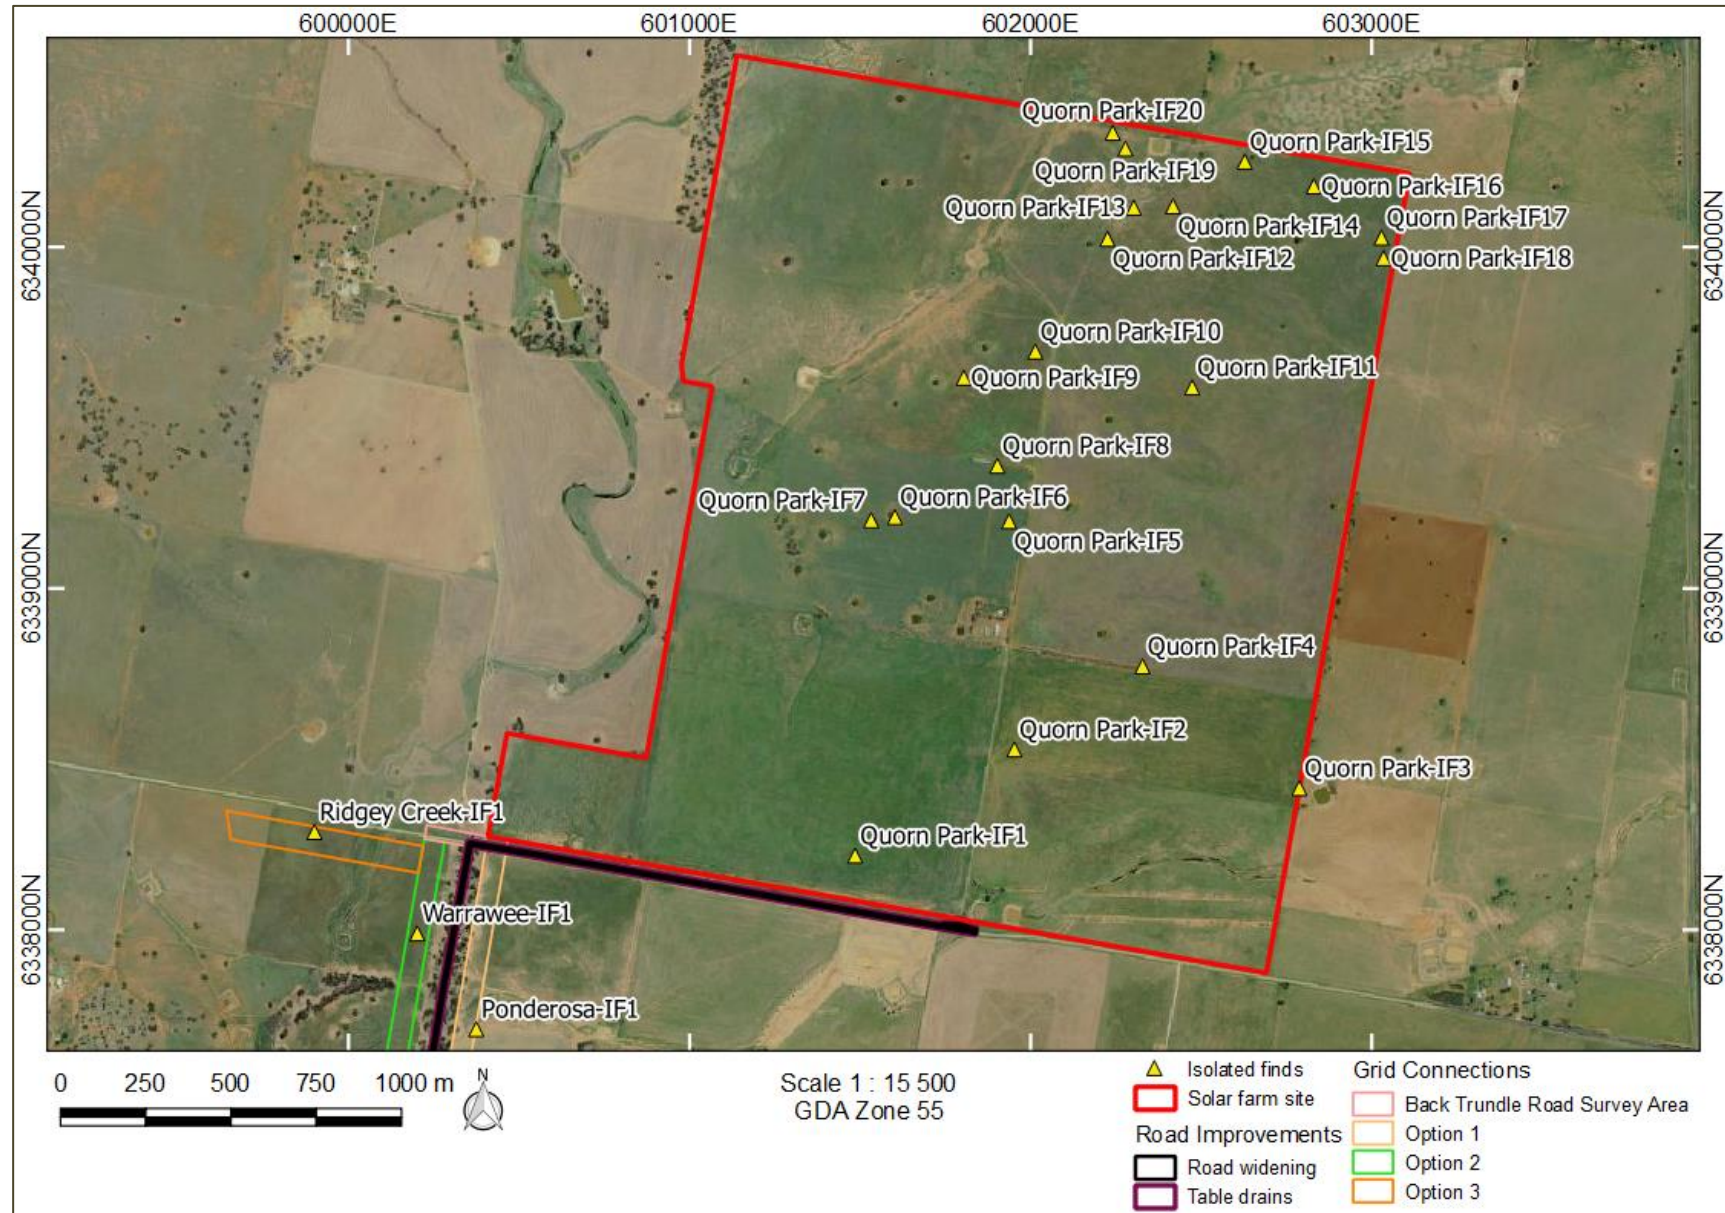 600000E
601000E
602000E
603000E
6340000N
6340000N
6339000N
6339000N
6338000N
6338000N
Quorn Park-IF20
Quorn Park-IF15
Quorn Park-IF19
Quorn Park-IF16
Quorn Park-IF13
Quorn Park-IF17
Quorn Park-IF14
Quorn Park-IF12
Quorn Park-IF18
Quorn Park-IF10
Quorn Park-IF9
Quorn Park-IF11
Quorn Park-IF8
Quorn Park-IF7
Quorn Park-IF6
Quorn Park-IF5
Quorn Park-IF4
Quorn Park-IF2
Quorn Park-IF3
Ridgey Creek-IF1
Quorn Park-IF1
Warrawee-IF1
Ponderosa-IF1
0 250 500 750 1000 m
N
Scale 1 : 15 500
GDA Zone 55
Isolated finds
Solar farm site
Road Improvements
Road widening
Table drains
Grid Connections
Back Trundle Road Survey Area
Option 1
Option 2
Option 3